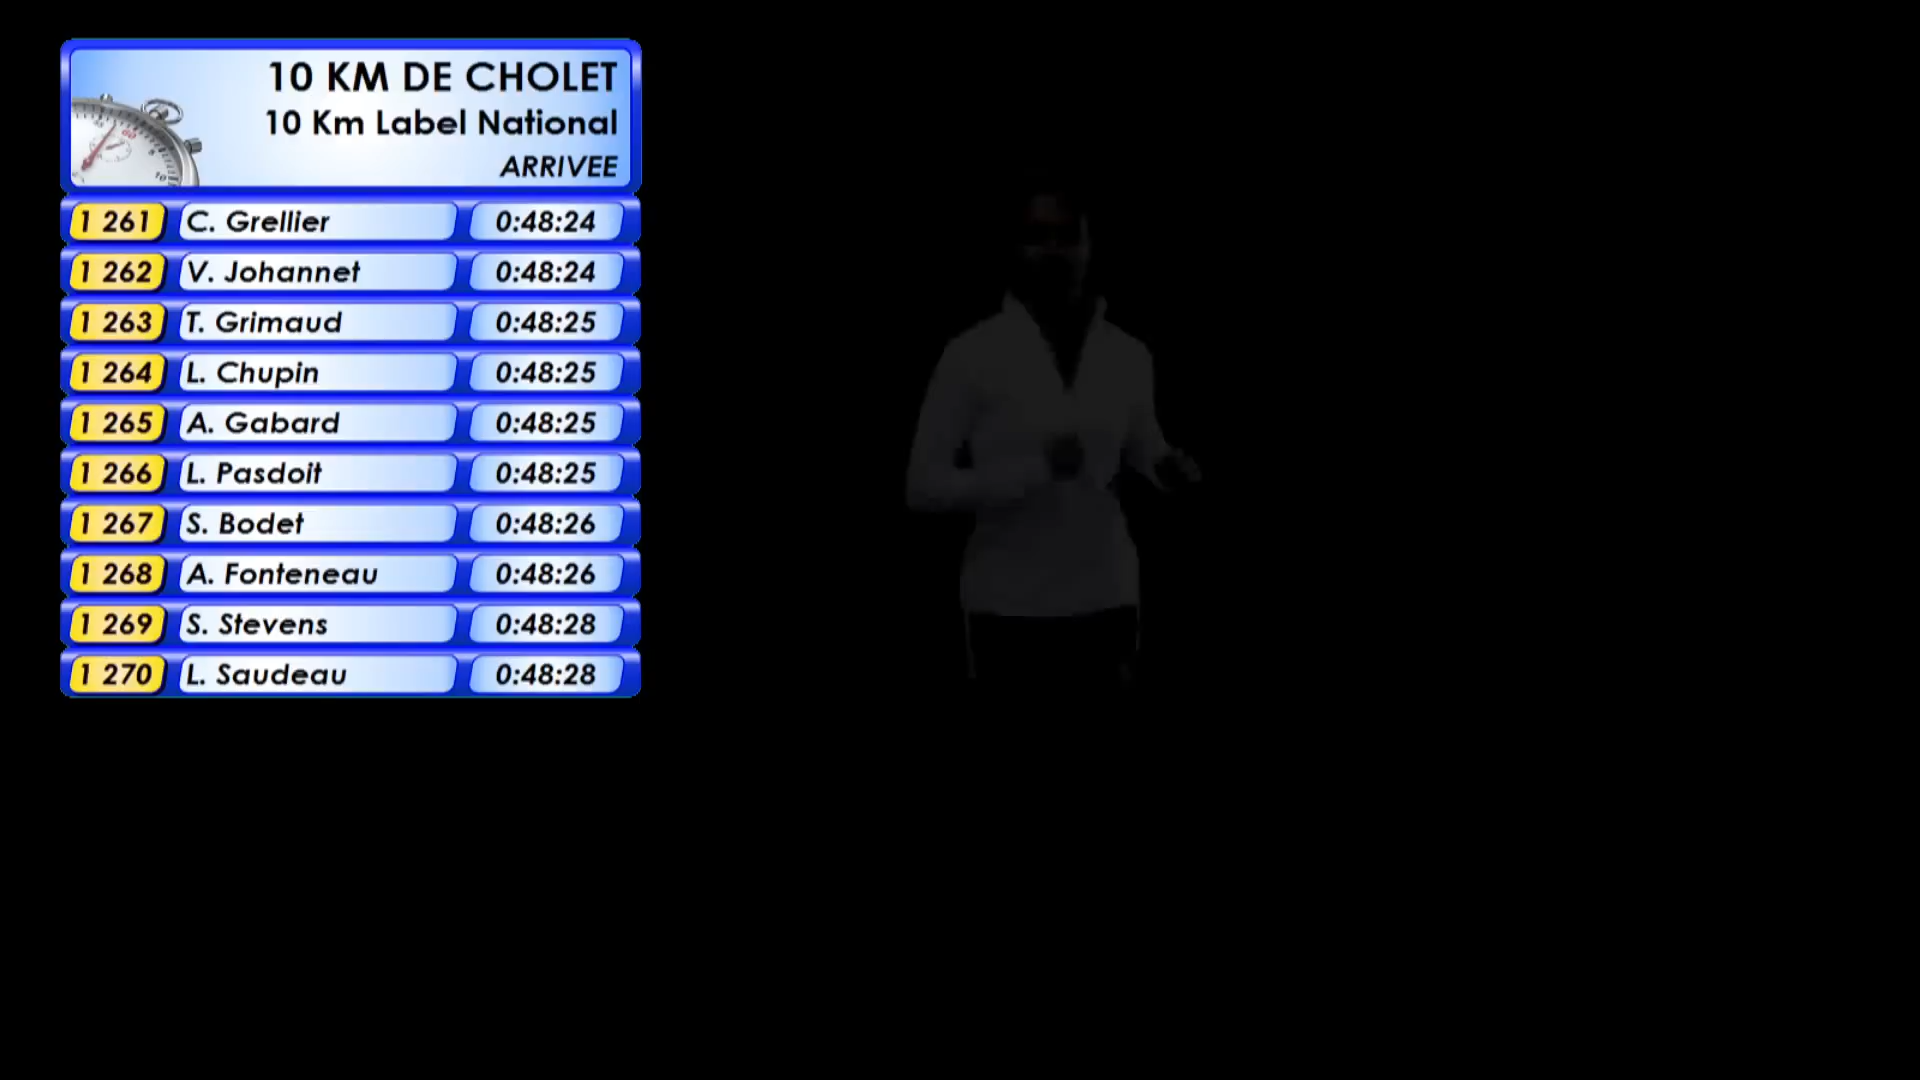 10 KM DE CHOLET
10 Km Label National
ARRIVEE
1 261 C. Grellier 0:48:24
1 262 V. Johannet 0:48:24
1 263 T. Grimaud 0:48:25
1 264 L. Chupin 0:48:25
1 265 A. Gabard 0:48:25
1 266 L. Pasdoit 0:48:25
1 267 S. Bodet 0:48:26
1 268 A. Fonteneau 0:48:26
1 269 S. Stevens 0:48:28
1 270 L. Saudeau 0:48:28